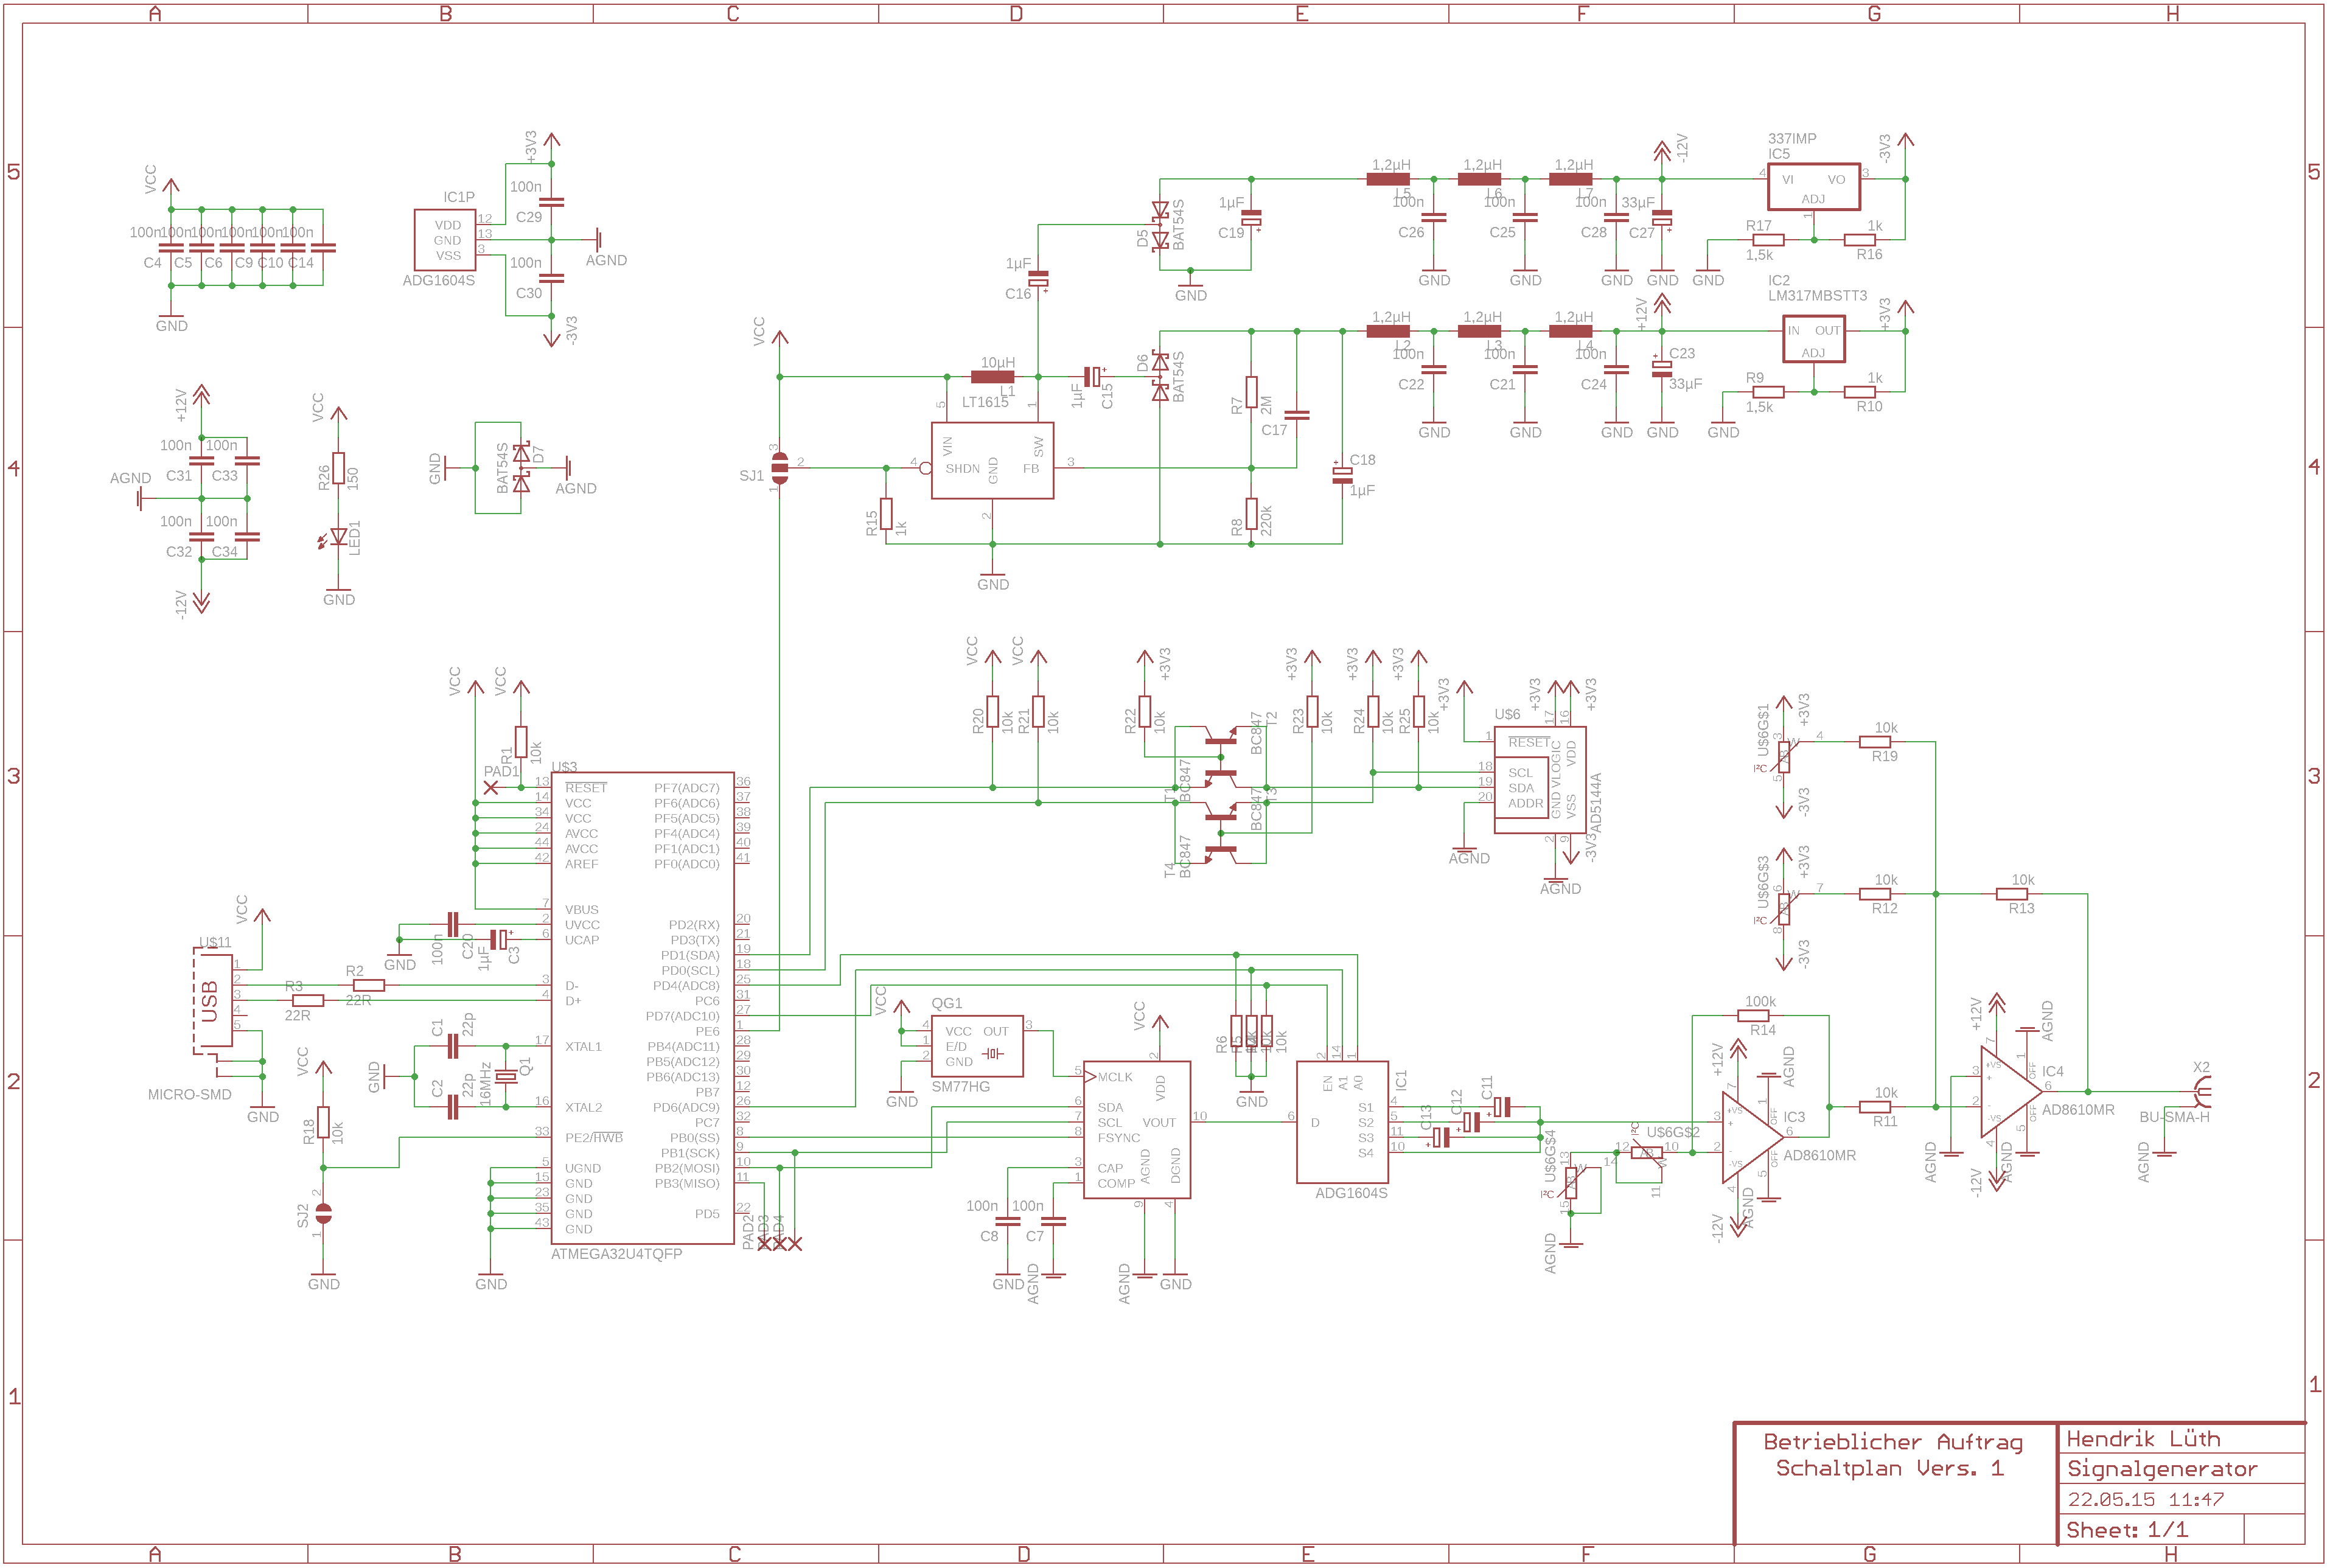 A B C D E F G H
5
VCC
100n 100n 100n 100n 100n
C4 C5 C6 C9 C10 C14
GND
IC1P
VDD 12
GND 13
VSS 3
ADG1604S
+3V3
100n
C29
AGND
100n
C30
-3V3
1µF
C16
D5
BAT54S
1µF
C19
GND
1,2µH 1,2µH 1,2µH
L5 L6 L7
100n 100n 100n 33µF
C26 C25 C28 C27
GND GND GND GND GND
-12V
337IMP
IC5
4 VI VO 3
ADJ
1
-3V3
R17 1k
1,5k R16
5
4
+12V
100n 100n
C31 C33
AGND
100n 100n
C32 C34
-12V
VCC
R26
150
LED1
GND
GND
BAT54S
D7
AGND
VCC
SJ1
3
2
1
10µH
L1
LT1615
5 1
VIN SW
4 SHDN GND FB 3
2
R15
1k
GND
1µF
C15
D6
BAT54S
R7
2M
C17
R8
220k
C18
1µF
1,2µH 1,2µH 1,2µH
L2 L3 L4
100n 100n 100n
C22 C21 C24
C23
33µF
GND GND GND GND GND
+12V
IC2
LM317MBSTT3
IN OUT
ADJ
+3V3
R9 1k
1,5k R10
4
3
VCC VCC
R1
10k
PAD1
U$3
13 RESET
14 VCC
34 VCC
24 AVCC
44 AVCC
42 AREF
7 VBUS
2 UVCC
6 UCAP
3 D-
4 D+
17 XTAL1
16 XTAL2
33 PE2/HWB
5 UGND
15 GND
23 GND
35 GND
43 GND
PF7(ADC7) 36
PF6(ADC6) 37
PF5(ADC5) 38
PF4(ADC4) 39
PF1(ADC1) 40
PF0(ADC0) 41
PD2(RX) 20
PD3(TX) 21
PD1(SDA) 19
PD0(SCL) 18
PD4(ADC8) 25
PC6 31
PD7(ADC10) 27
PE6 1
PB4(ADC11) 28
PB5(ADC12) 29
PB6(ADC13) 30
PB7 12
PD6(ADC9) 26
PC7 32
PB0(SS) 8
PB1(SCK) 9
PB2(MOSI) 10
PB3(MISO) 11
PD5 22
ATMEGA32U4TQFP
PAD2
PAD3
PAD4
GND
100n
C20
1µF
C3
GND
VCC
U$11
USB
1
2
3
4
5
MICRO-SMD
GND
R3
22R
R2
22R
C1
22p
C2
22p
16MHz
Q1
GND
VCC
R18
10k
SJ2
2
1
GND
VCC VCC
R20
10k
R21
10k
+3V3
R22
10k
T2
BC847
T1
BC847
T3
BC847
T4
BC847
+3V3 +3V3 +3V3 +3V3
R23
10k
R24
10k
R25
10k
U$6
1 RESET
18 SCL
19 SDA
20 ADDR
17 16
VLOGIC
VDD
GND
VSS
2 9
AD5144A
+3V3 +3V3
-3V3
AGND
AGND
U$6G$1
+3V3
3
4
5
W
I²C
AB
-3V3
10k
R19
U$6G$3
+3V3
6
7
8
W
I²C
AB
-3V3
10k
R12
10k
R13
3
2
VCC
QG1
4 VCC OUT 3
1 E/D
2 GND
SM77HG
GND
VCC
2
VDD
5 MCLK
6 SDA
7 SCL
8 FSYNC
3 CAP
1 COMP
VOUT 10
AGND
DGND
9 4
100n 100n
C8 C7
GND
AGND
AGND
GND
R6
10k
GND
IC1
2 14 1
EN A1 A0
6 D
S1 4
S2 5
S3 11
S4 10
ADG1604S
C13
C12
C11
U$6G$4
13
14
15
W
I²C
AB
AGND
U$6G$2
12 10
11
W
I²C
AB
100k
R14
+12V
AGND
7 1
+VS OFF
3 +
2 -
-VS OFF
4 5
6
IC3
AD8610MR
-12V
AGND
10k
R11
+12V
AGND
7 1
+VS OFF
3 +
2 -
-VS OFF
4 5
6
IC4
AD8610MR
AGND
-12V
AGND
X2
BU-SMA-H
AGND
2
1
1
Betrieblicher Auftrag
Schaltplan Vers. 1
Hendrik Lüth
Signalgenerator
22.05.15 11:47
Sheet: 1/1
A B C D E F G H